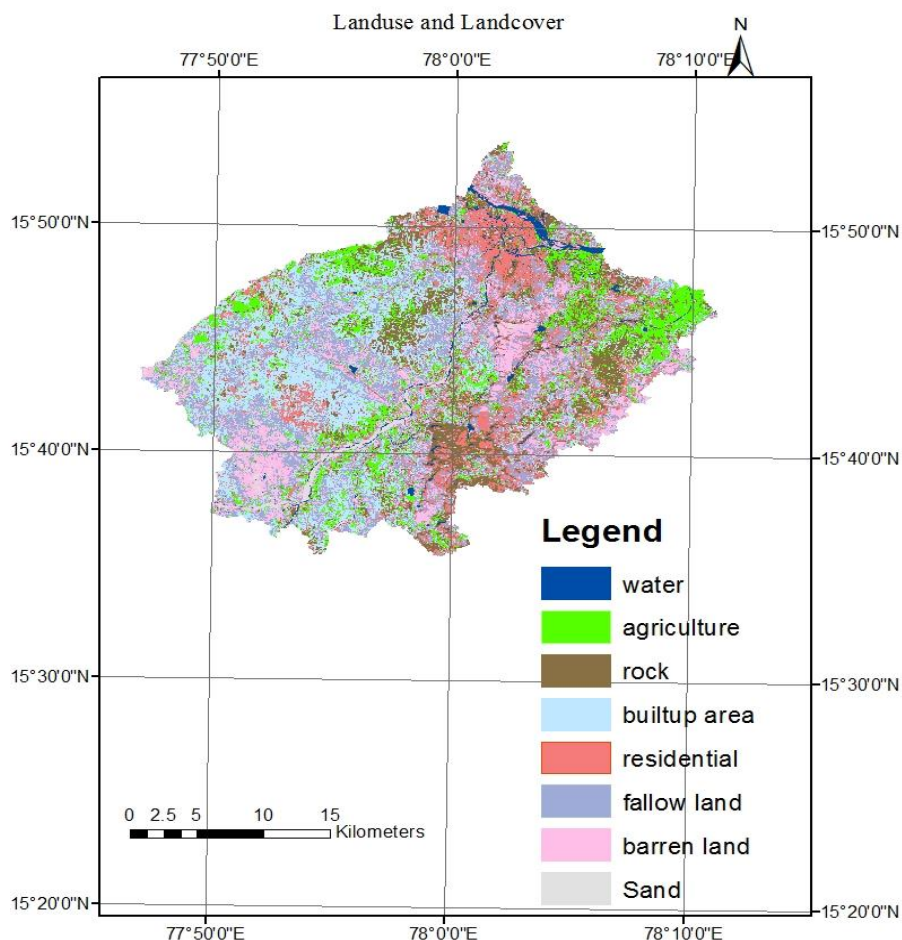 Landuse and Landcover
N
77°50'0"E 78°0'0"E 78°10'0"E
15°50'0"N 15°50'0"N
15°40'0"N 15°40'0"N
15°30'0"N 15°30'0"N
15°20'0"N 15°20'0"N
Legend
water
agriculture
rock
builtup area
residential
fallow land
barren land
Sand
0 2.5 5 10 15
Kilometers
77°50'0"E 78°0'0"E 78°10'0"E